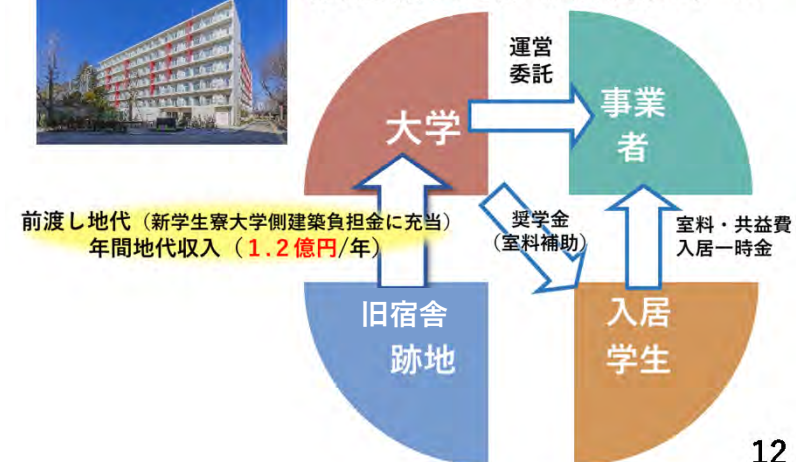 運営
委託
大学
事業
者
前渡し地代（新学生寮大学側建築負担金に充当）
年間地代収入（1.2億円/年）
奨学金
（室料補助）
室料・共益費
入居一時金
旧宿舎
跡地
入居
学生
12